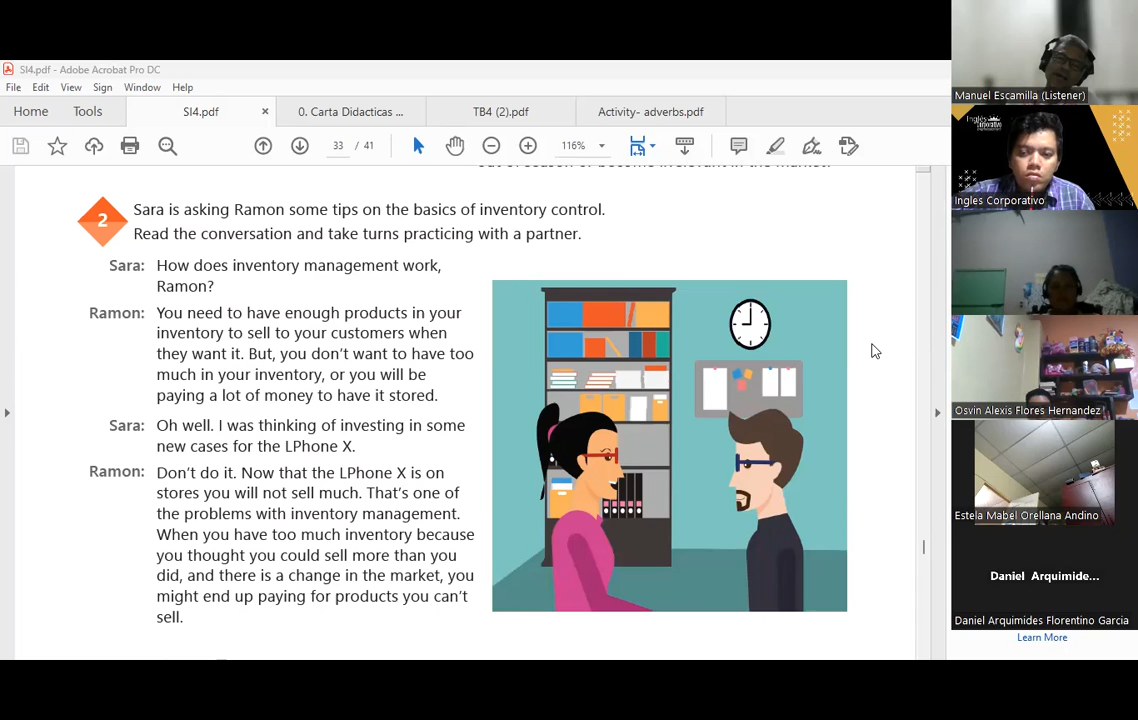 SI4.pdf - Adobe Acrobat Pro DC
File Edit View Sign Window Help
Home Tools SI4.pdf × 0. Carta Didacticas ... TB4 (2).pdf Activity- adverbs.pdf
33 / 41 116%
2
Sara is asking Ramon some tips on the basics of inventory control.
Read the conversation and take turns practicing with a partner.
Sara: How does inventory management work,
Ramon?
Ramon: You need to have enough products in your
inventory to sell to your customers when
they want it. But, you don't want to have too
much in your inventory, or you will be
paying a lot of money to have it stored.
Sara: Oh well. I was thinking of investing in some
new cases for the LPhone X.
Ramon: Don't do it. Now that the LPhone X is on
stores you will not sell much. That's one of
the problems with inventory management.
When you have too much inventory because
you thought you could sell more than you
did, and there is a change in the market, you
might end up paying for products you can't
sell.
Manuel Escamilla (Listener)
Ingles Corporativo
Osvin Alexis Flores Hernandez
Estela Mabel Orellana Andino
Daniel Arquimide...
Daniel Arquimides Florentino Garcia
Learn More